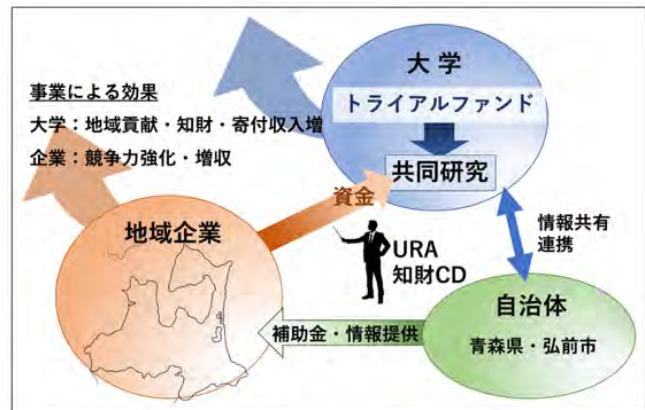 大 学
トライアルファンド
共同研究
事業による効果
大学：地域貢献・知財・寄付収入増
企業：競争力強化・増収
資金
地域企業
URA
知財CD
情報共有
連携
自治体
青森県・弘前市
補助金・情報提供